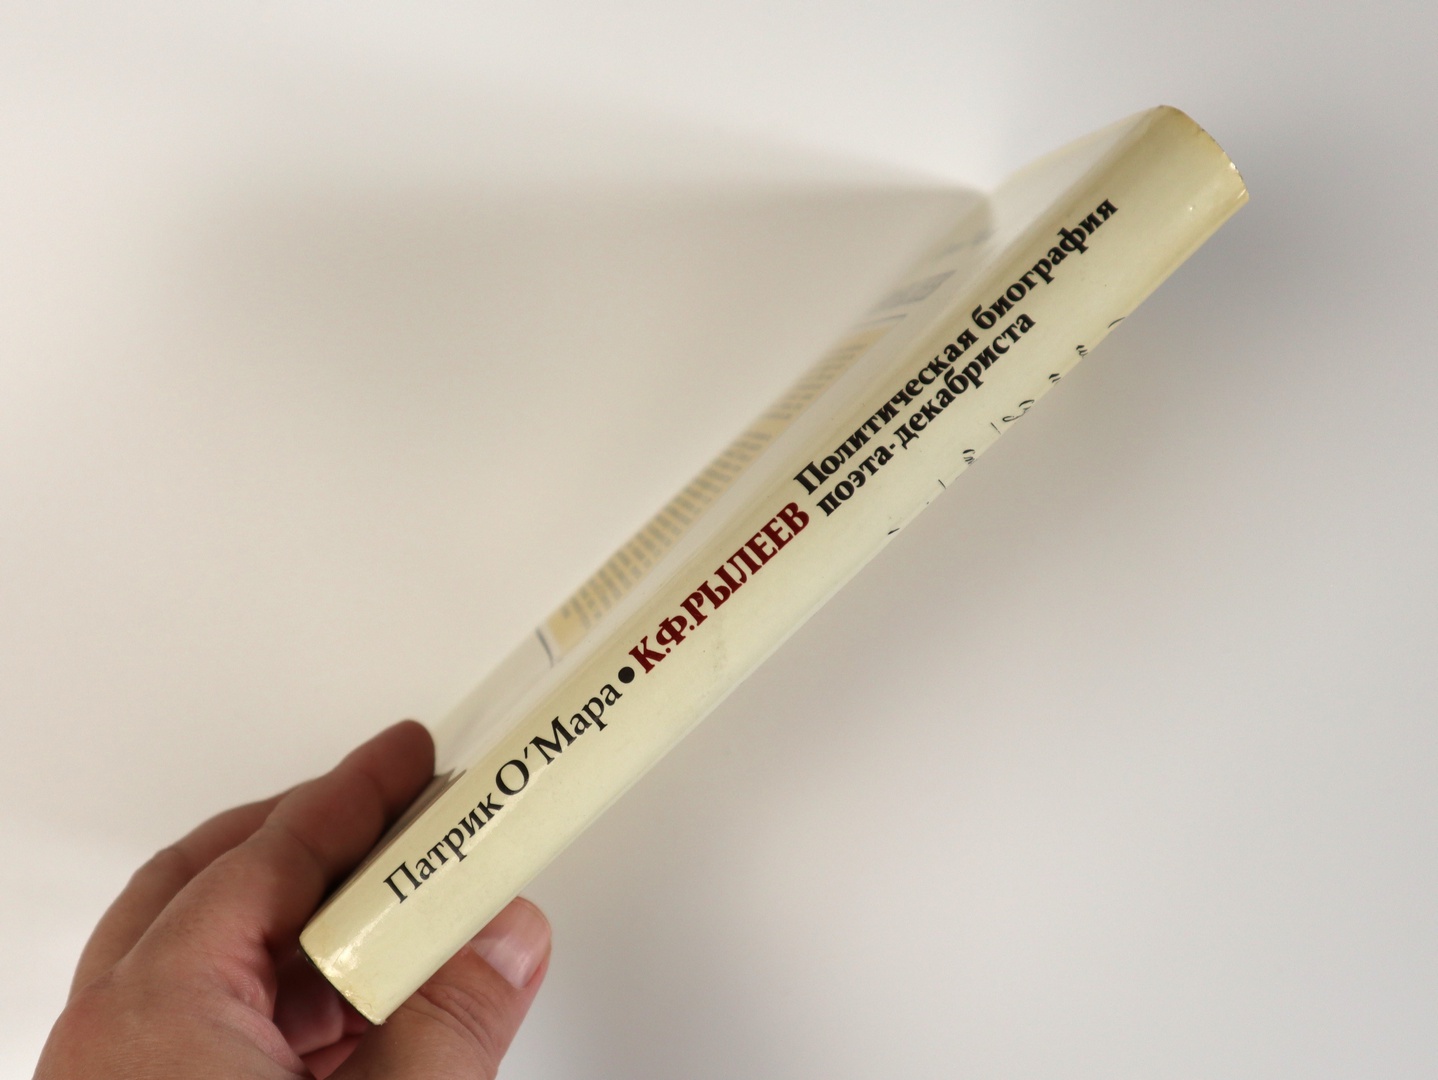 Патрик О'Мара • К.Ф.РЫЛЕЕВ Политическая биография
поэта-декабриста